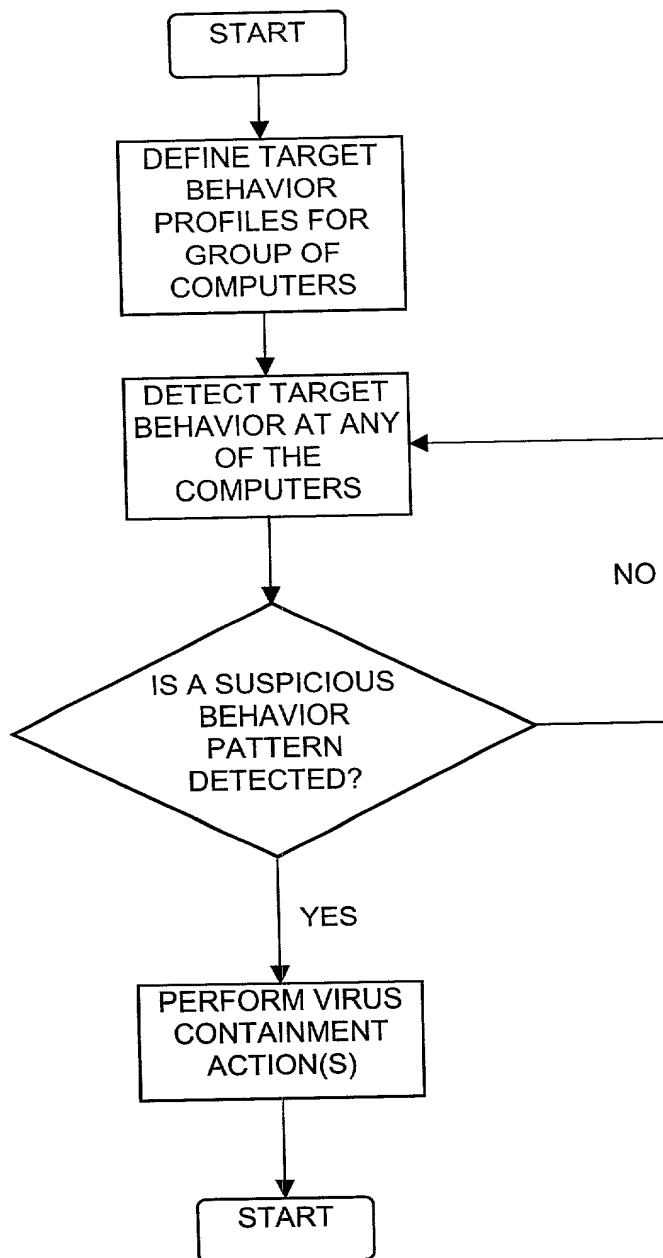 START
DEFINE TARGET
BEHAVIOR
PROFILES FOR
GROUP OF
COMPUTERS
DETECT TARGET
BEHAVIOR AT ANY
OF THE
COMPUTERS
NO
IS A SUSPICIOUS
BEHAVIOR
PATTERN
DETECTED?
YES
PERFORM VIRUS
CONTAINMENT
ACTION(S)
START